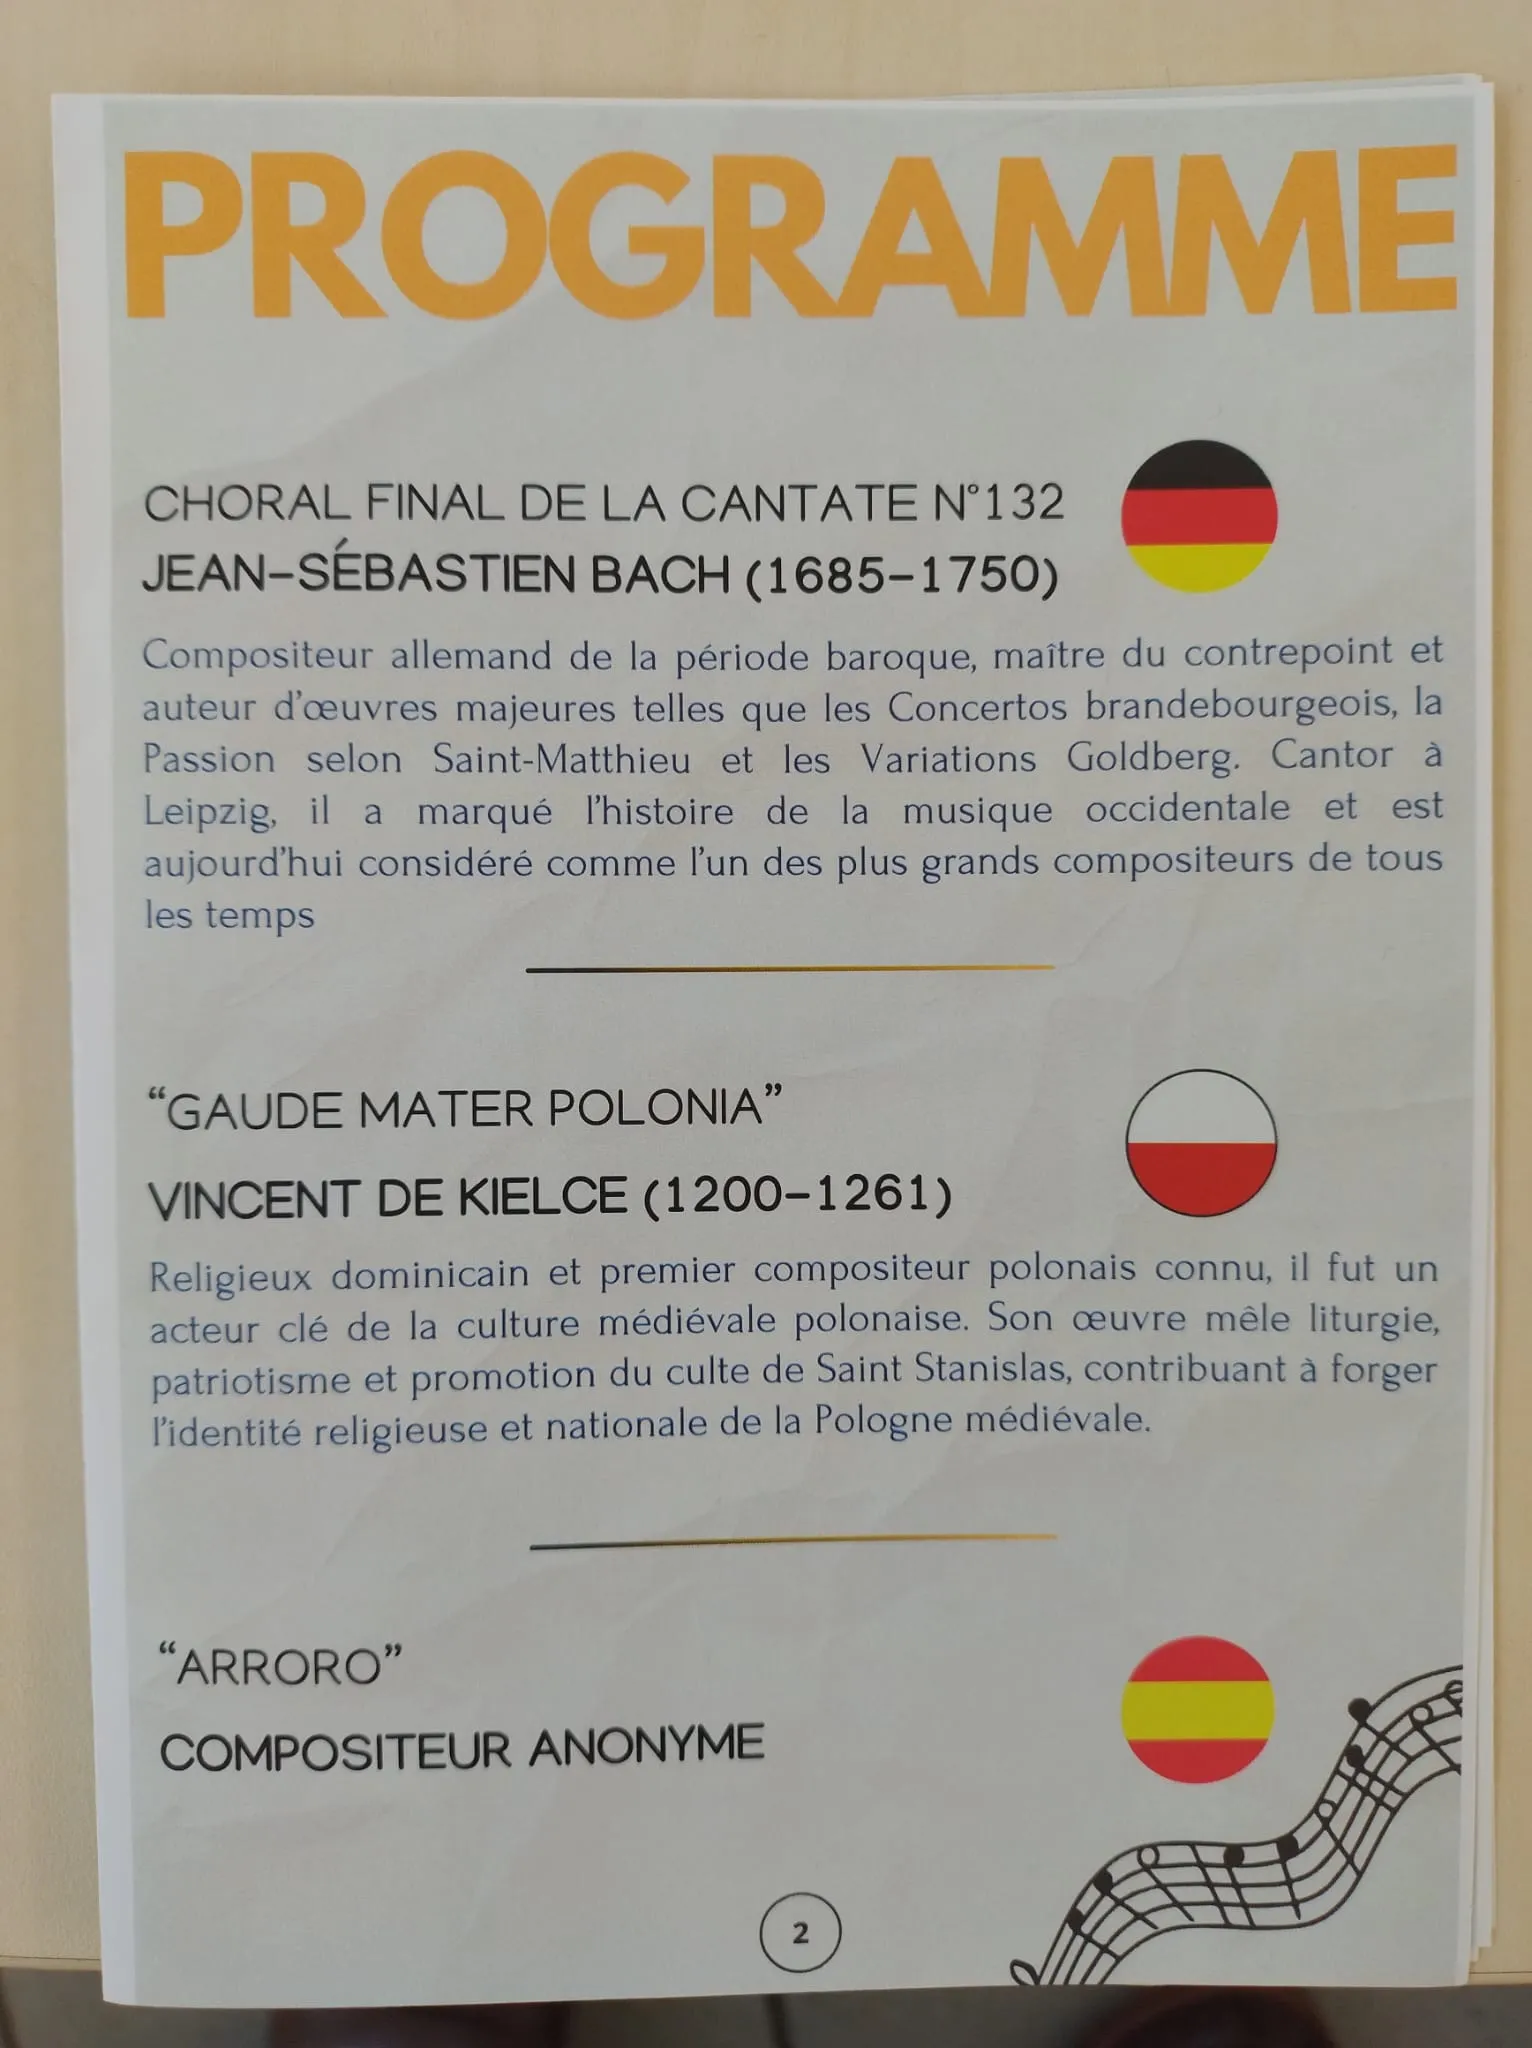 PROGRAMME
CHORAL FINAL DE LA CANTATE N°132
JEAN-SÉBASTIEN BACH (1685-1750)
Compositeur allemand de la période baroque, maître du contrepoint et
auteur d'œuvres majeures telles que les Concertos brandebourgeois, la
Passion selon Saint-Matthieu et les Variations Goldberg. Cantor à
Leipzig, il a marqué l'histoire de la musique occidentale et est
aujourd'hui considéré comme l'un des plus grands compositeurs de tous
les temps
“GAUDE MATER POLONIA”
VINCENT DE KIELCE (1200-1261)
Religieux dominicain et premier compositeur polonais connu, il fut un
acteur clé de la culture médiévale polonaise. Son œuvre mêle liturgie,
patriotisme et promotion du culte de Saint Stanislas, contribuant à forger
l'identité religieuse et nationale de la Pologne médiévale.
“ARRORO”
COMPOSITEUR ANONYME
2